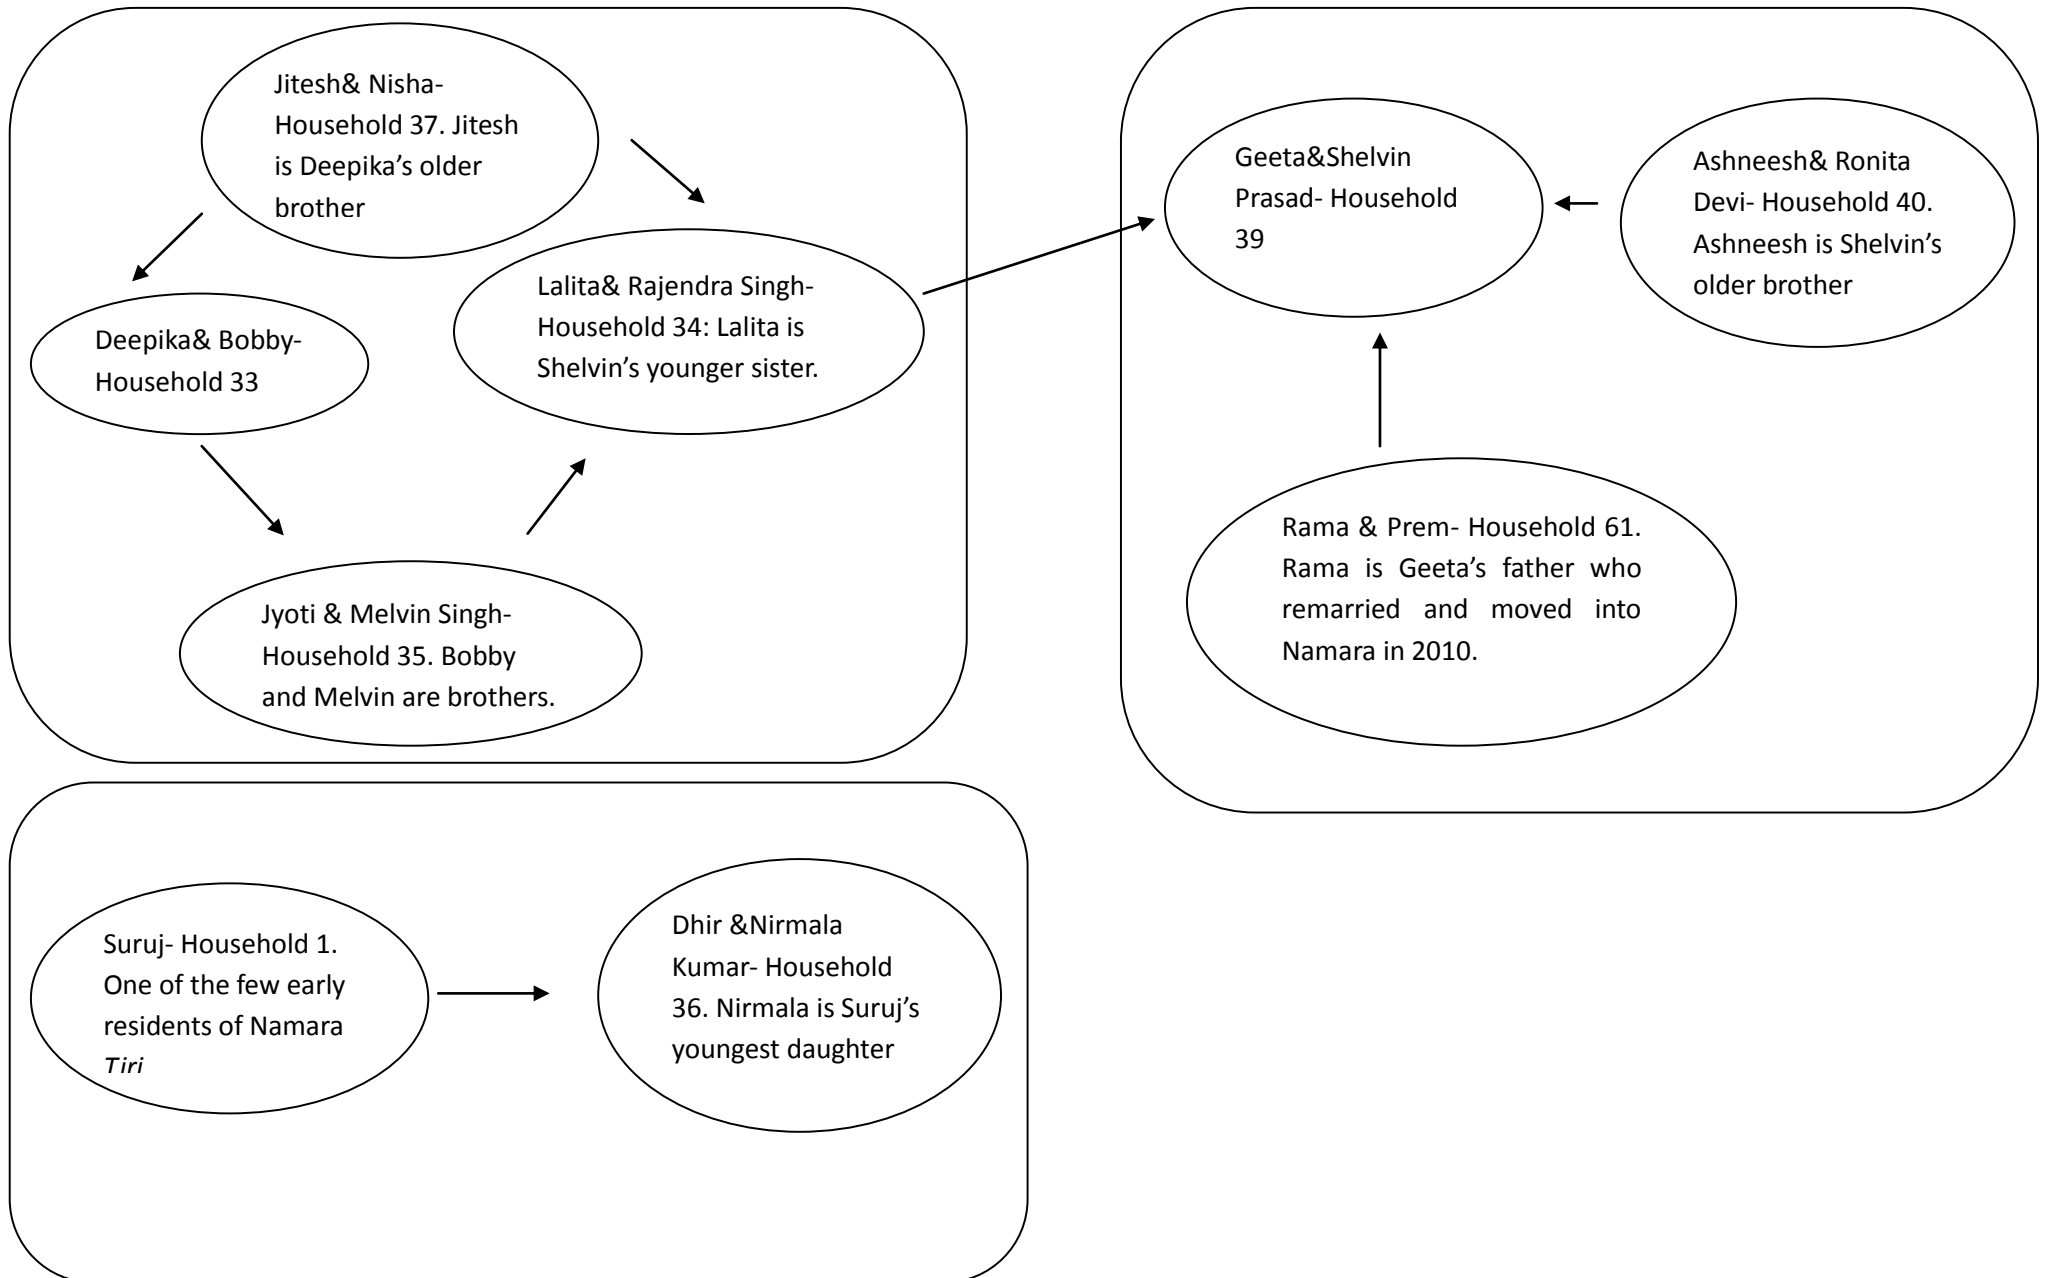 Jitesh& Nisha-
Household 37. Jitesh
is Deepika’s older
brother
Deepika& Bobby-
Household 33
Lalita& Rajendra Singh-
Household 34: Lalita is
Shelvin’s younger sister.
Jyoti & Melvin Singh-
Household 35. Bobby
and Melvin are brothers.
Geeta&Shelvin
Prasad- Household
39
Ashneesh& Ronita
Devi- Household 40.
Ashneesh is Shelvin’s
older brother
Rama & Prem- Household 61.
Rama is Geeta’s father who
remarried and moved into
Namara in 2010.
Suruj- Household 1.
One of the few early
residents of Namara
Tiri
Dhir &Nirmala
Kumar- Household
36. Nirmala is Suruj’s
youngest daughter